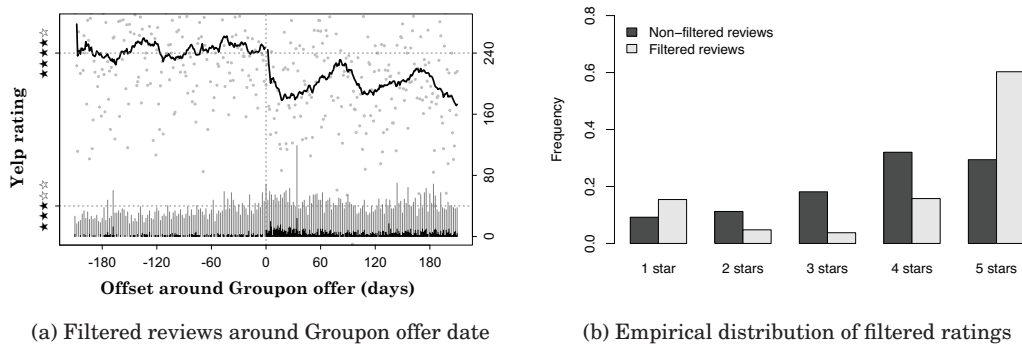 Yelp rating
★★★★☆
★★★☆☆
240
160
80
0
-180 -120 -60 0 60 120 180
Offset around Groupon offer (days)
(a) Filtered reviews around Groupon offer date
Frequency
0.8
0.6
0.4
0.2
0.0
Non−filtered reviews
Filtered reviews
1 star 2 stars 3 stars 4 stars 5 stars
(b) Empirical distribution of filtered ratings